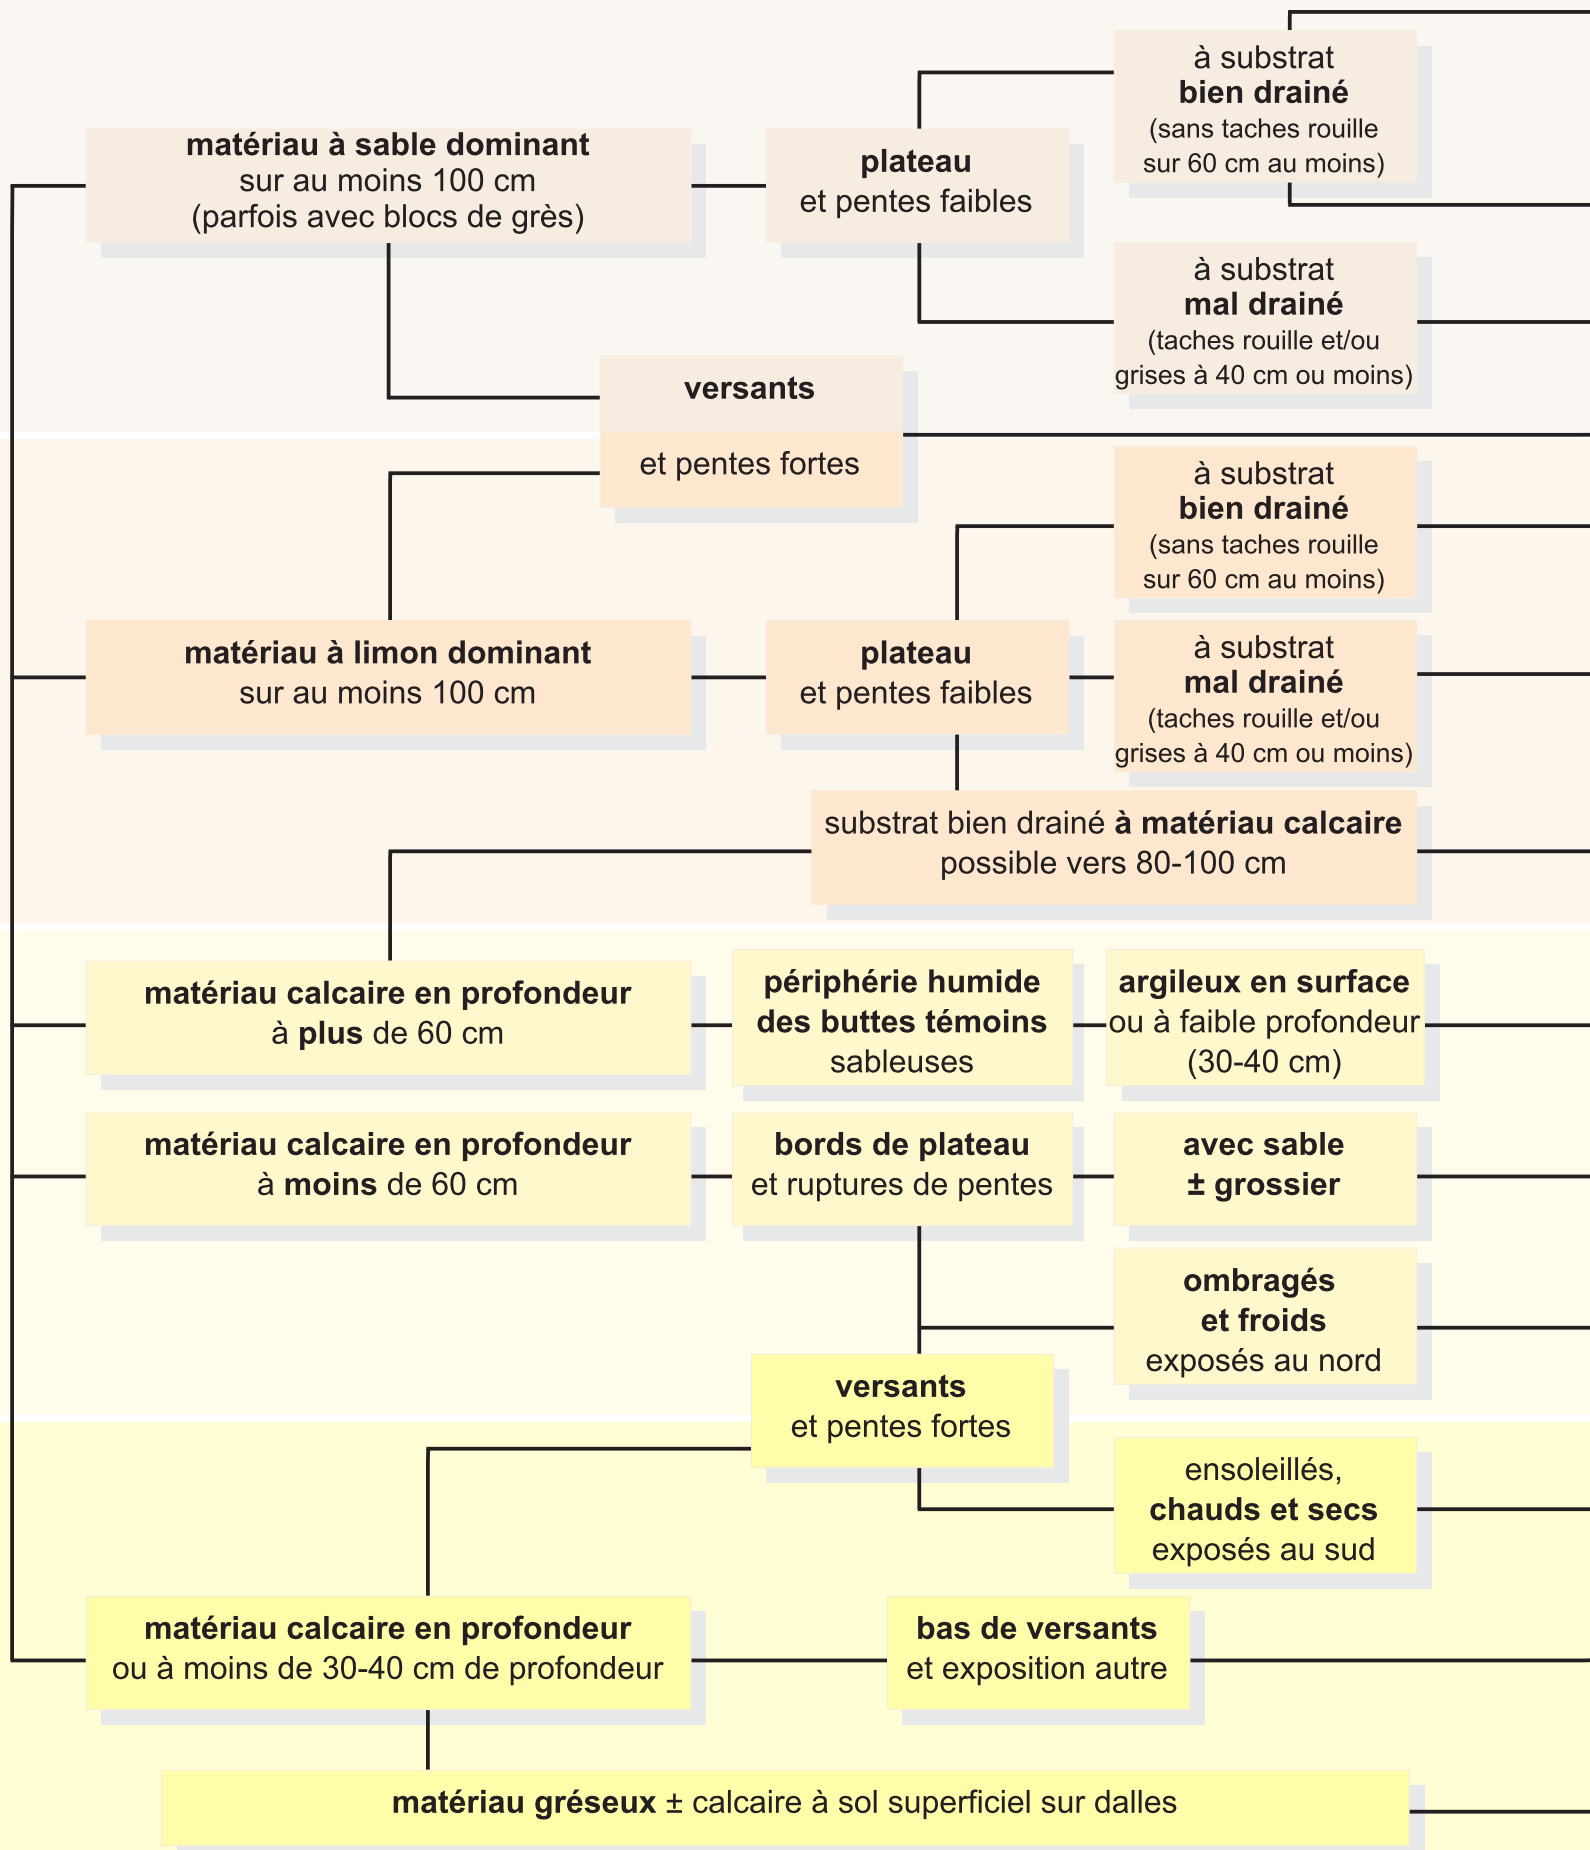 à substrat
bien drainé
(sans taches rouille
sur 60 cm au moins)
matériau à sable dominant
sur au moins 100 cm
(parfois avec blocs de grès)
plateau
et pentes faibles
à substrat
mal drainé
(taches rouille et/ou
grises à 40 cm ou moins)
versants
et pentes fortes
à substrat
bien drainé
(sans taches rouille
sur 60 cm au moins)
matériau à limon dominant
sur au moins 100 cm
plateau
et pentes faibles
à substrat
mal drainé
(taches rouille et/ou
grises à 40 cm ou moins)
substrat bien drainé à matériau calcaire
possible vers 80-100 cm
matériau calcaire en profondeur
à plus de 60 cm
périphérie humide
des buttes témoins
sableuses
argileux en surface
ou à faible profondeur
(30-40 cm)
matériau calcaire en profondeur
à moins de 60 cm
bords de plateau
et ruptures de pentes
avec sable
± grossier
ombragés
et froids
exposés au nord
versants
et pentes fortes
ensoleillés,
chauds et secs
exposés au sud
matériau calcaire en profondeur
ou à moins de 30-40 cm de profondeur
bas de versants
et exposition autre
matériau gréseux ± calcaire à sol superficiel sur dalles